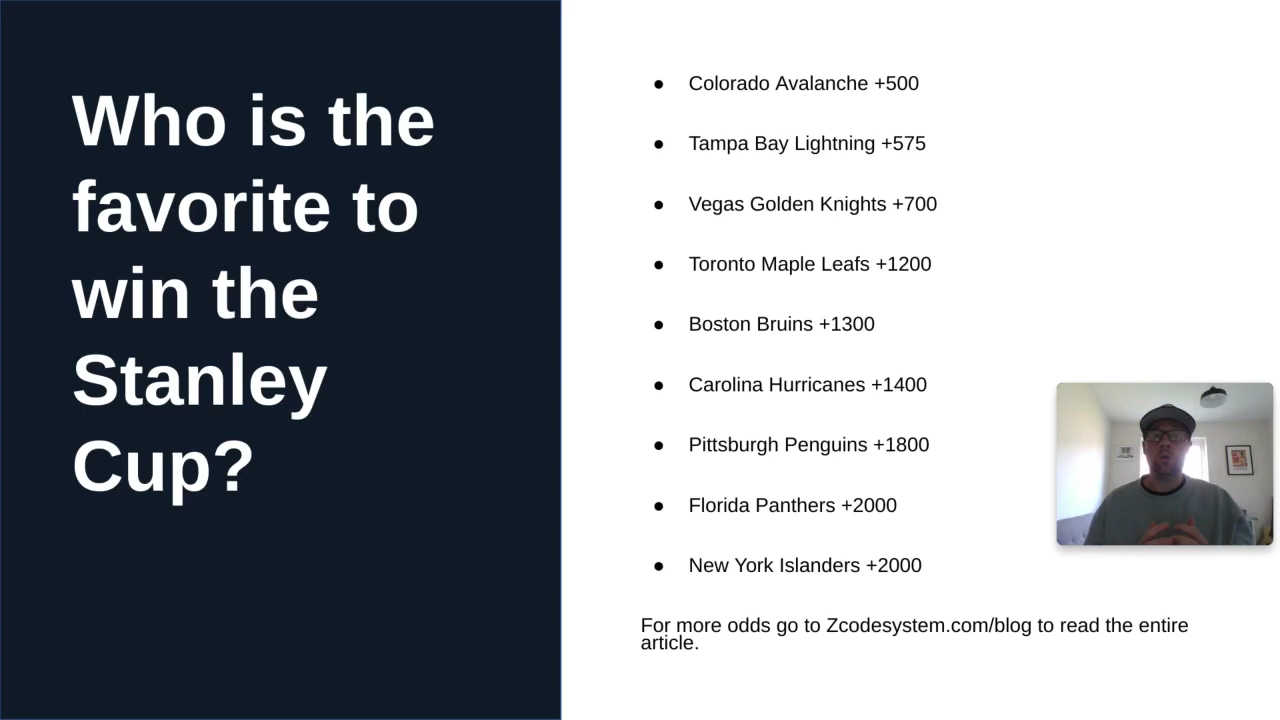 Who is the
favorite to
win the
Stanley
Cup?
● Colorado Avalanche +500
● Tampa Bay Lightning +575
● Vegas Golden Knights +700
● Toronto Maple Leafs +1200
● Boston Bruins +1300
● Carolina Hurricanes +1400
● Pittsburgh Penguins +1800
● Florida Panthers +2000
● New York Islanders +2000
For more odds go to Zcodesystem.com/blog to read the entire
article.